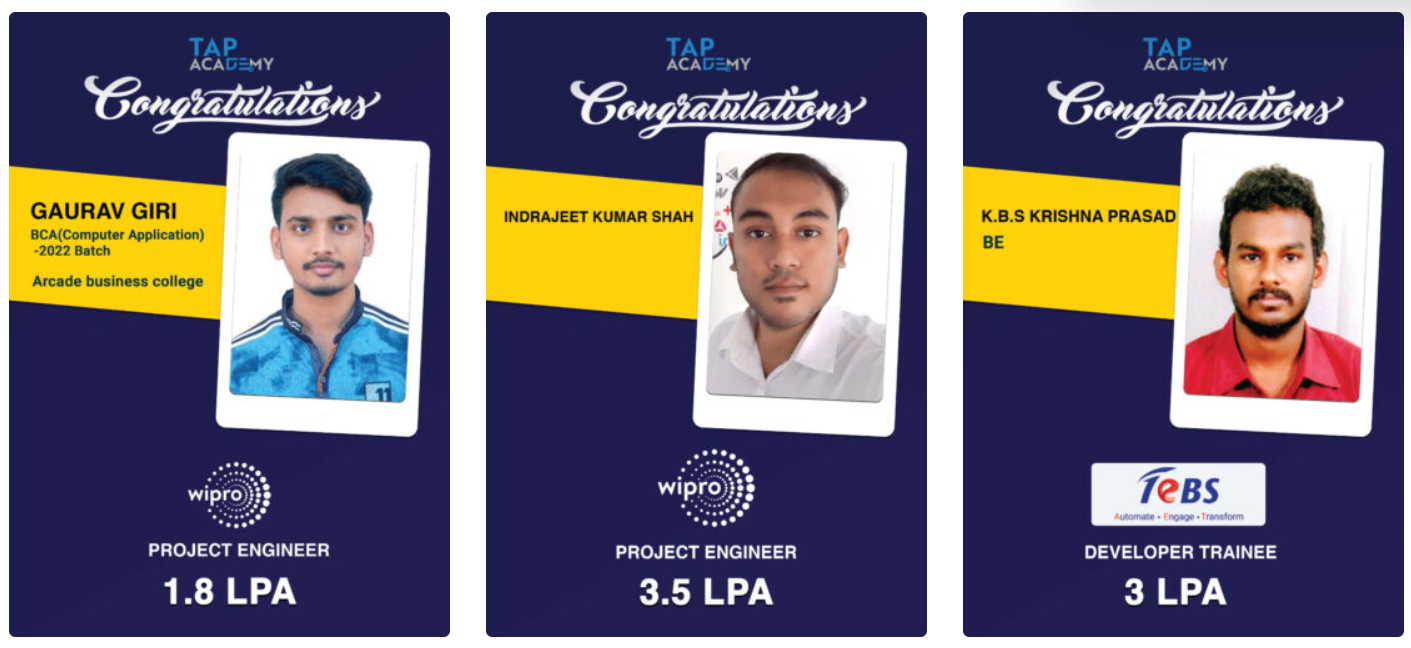 TAP
ACADEMY
Congratulations
GAURAV GIRI
BCA(Computer Application)
-2022 Batch
Arcade business college
11
wipro
PROJECT ENGINEER
1.8 LPA
TAP
ACADEMY
Congratulations
INDRAJEET KUMAR SHAH
wipro
PROJECT ENGINEER
3.5 LPA
TAP
ACADEMY
Congratulations
K.B.S KRISHNA PRASAD
BE
TeBS
Automate • Engage • Transform
DEVELOPER TRAINEE
3 LPA